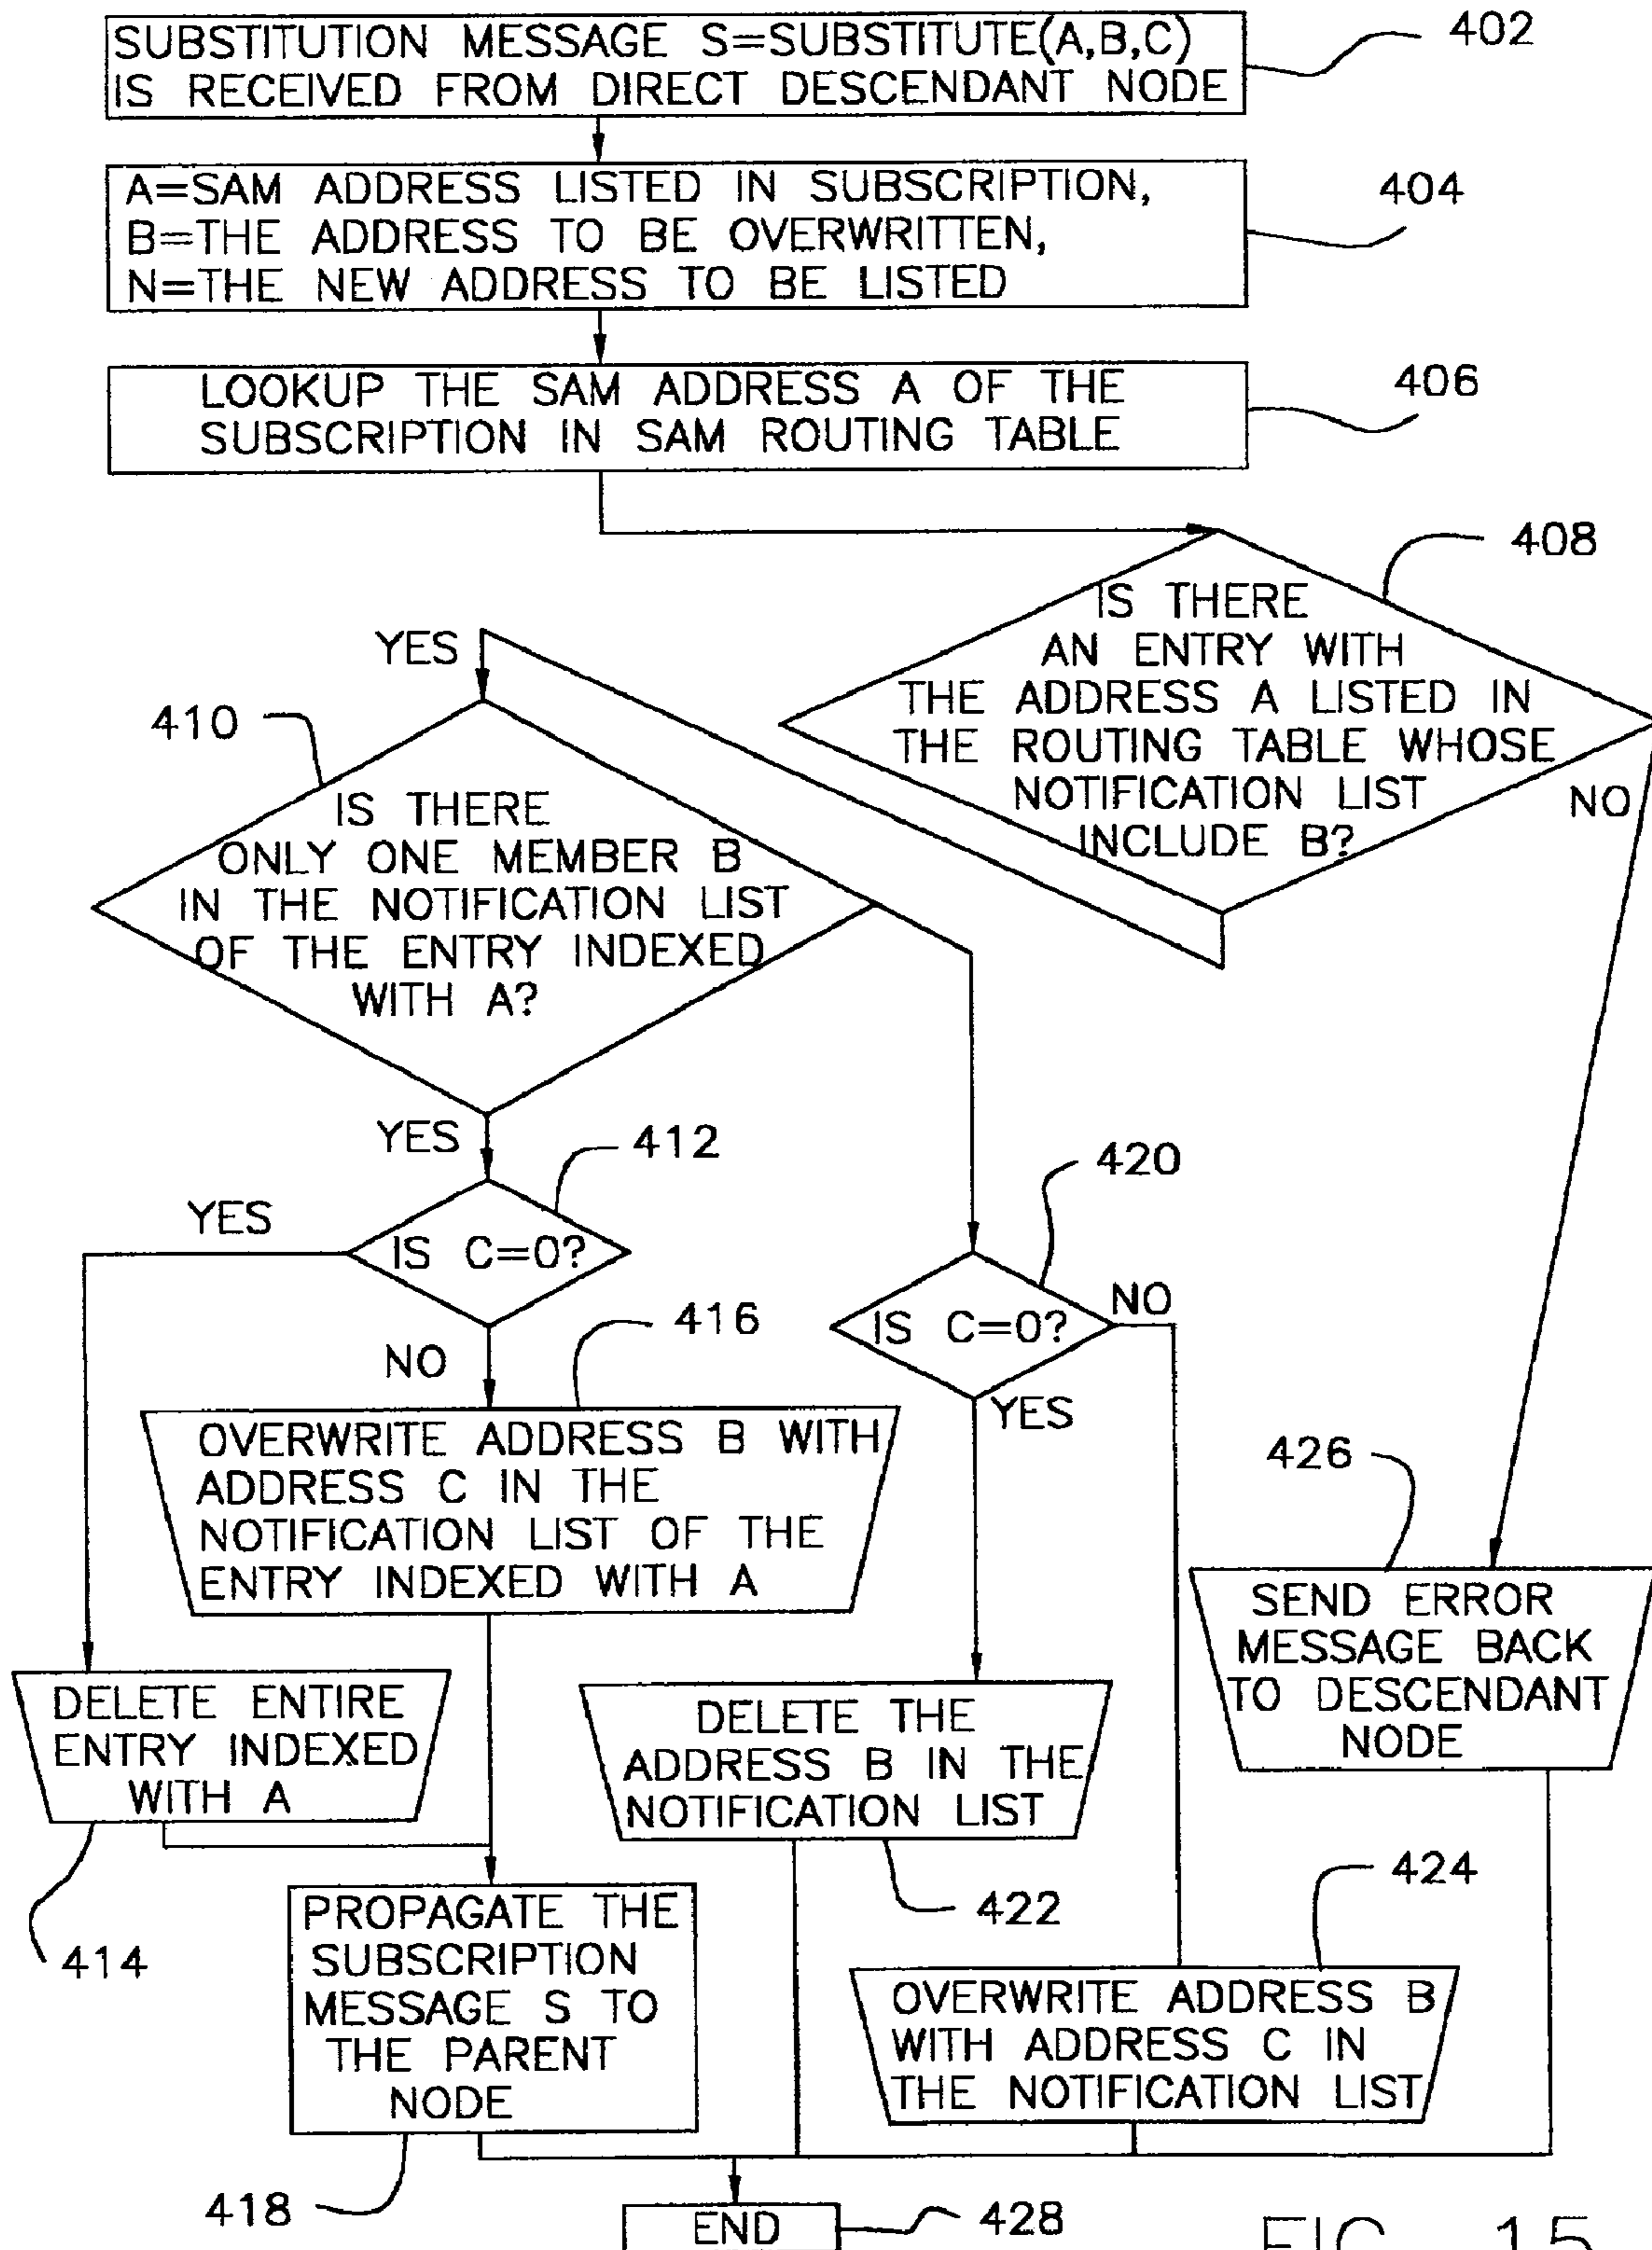 SUBSTITUTION MESSAGE S=SUBSTITUTE(A,B,C)
IS RECEIVED FROM DIRECT DESCENDANT NODE
402
A=SAM ADDRESS LISTED IN SUBSCRIPTION,
B=THE ADDRESS TO BE OVERWRITTEN,
N=THE NEW ADDRESS TO BE LISTED
404
LOOKUP THE SAM ADDRESS A OF THE
SUBSCRIPTION IN SAM ROUTING TABLE
406
408
IS THERE
AN ENTRY WITH
THE ADDRESS A LISTED IN
THE ROUTING TABLE WHOSE
NOTIFICATION LIST
INCLUDE B?
NO
YES
410
IS THERE
ONLY ONE MEMBER B
IN THE NOTIFICATION LIST
OF THE ENTRY INDEXED
WITH A?
YES
412
YES
IS C=0?
NO
420
IS C=0?
NO
YES
416
OVERWRITE ADDRESS B WITH
ADDRESS C IN THE
NOTIFICATION LIST OF THE
ENTRY INDEXED WITH A
426
SEND ERROR
MESSAGE BACK
TO DESCENDANT
NODE
DELETE ENTIRE
ENTRY INDEXED
WITH A
414
DELETE THE
ADDRESS B IN THE
NOTIFICATION LIST
422
424
PROPAGATE THE
SUBSCRIPTION
MESSAGE S TO
THE PARENT
NODE
418
OVERWRITE ADDRESS B
WITH ADDRESS C IN
THE NOTIFICATION LIST
END
428
FIG. 15